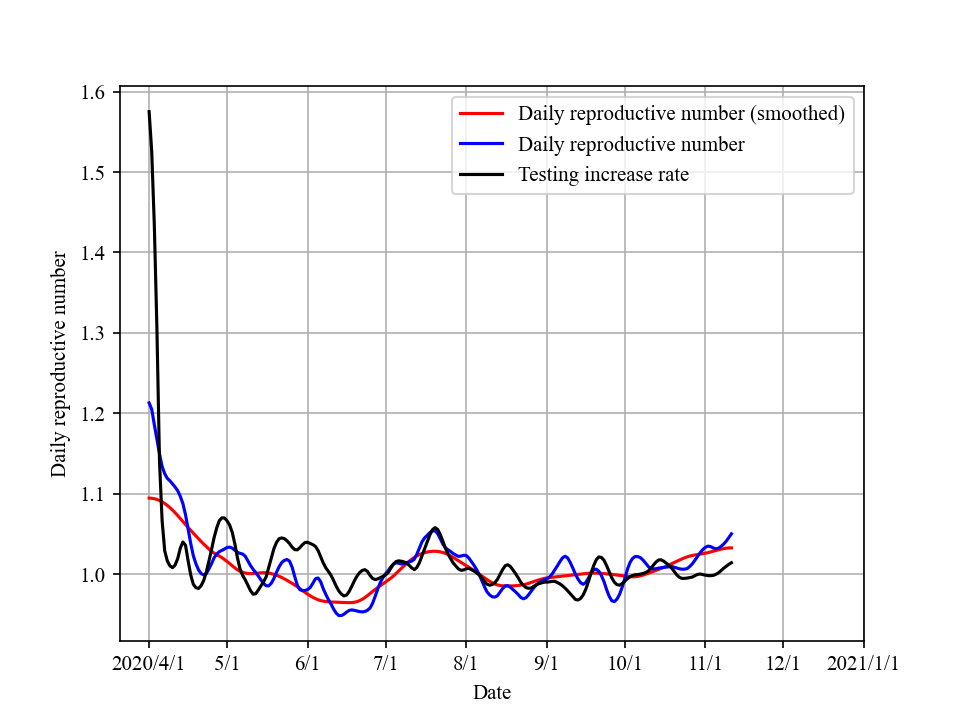 Daily reproductive number (smoothed)
Daily reproductive number
Testing increase rate
1.6
1.5
1.4
1.3
1.2
1.1
1.0
Daily reproductive number
2020/4/1 5/1 6/1 7/1 8/1 9/1 10/1 11/1 12/1 2021/1/1
Date